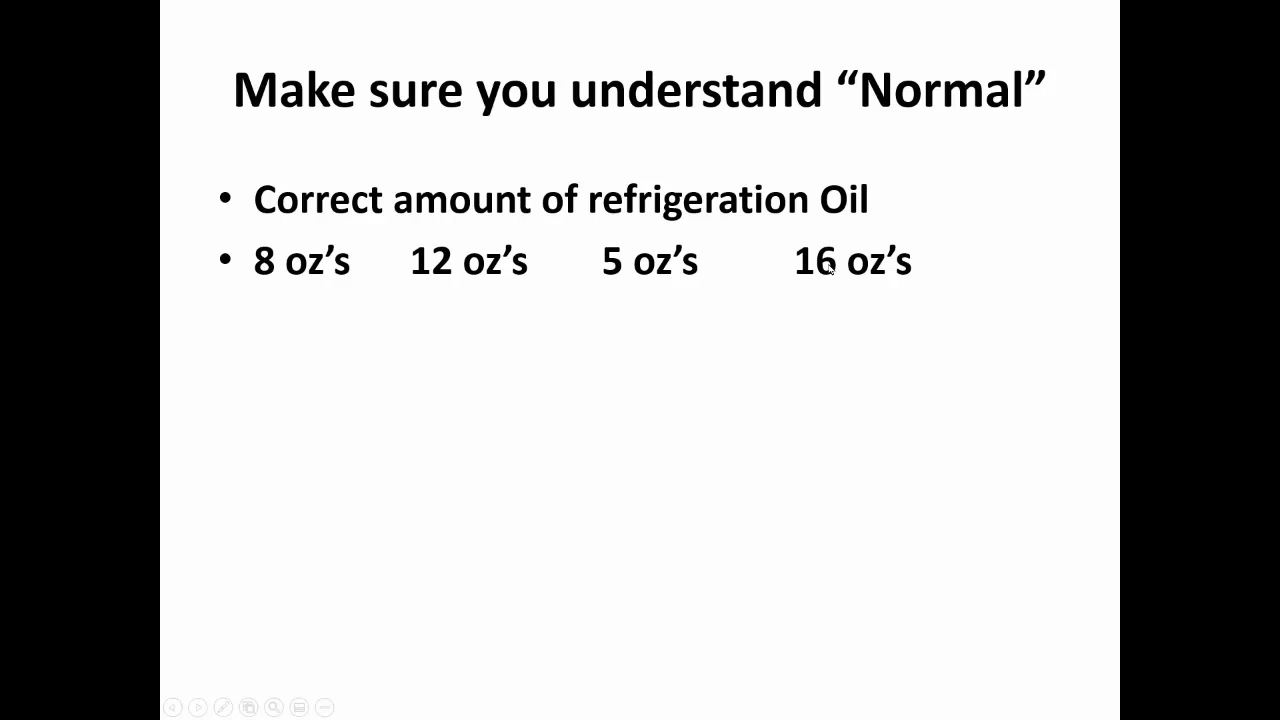 Make sure you understand “Normal”
• Correct amount of refrigeration Oil
• 8 oz’s 12 oz’s 5 oz’s 16 oz’s